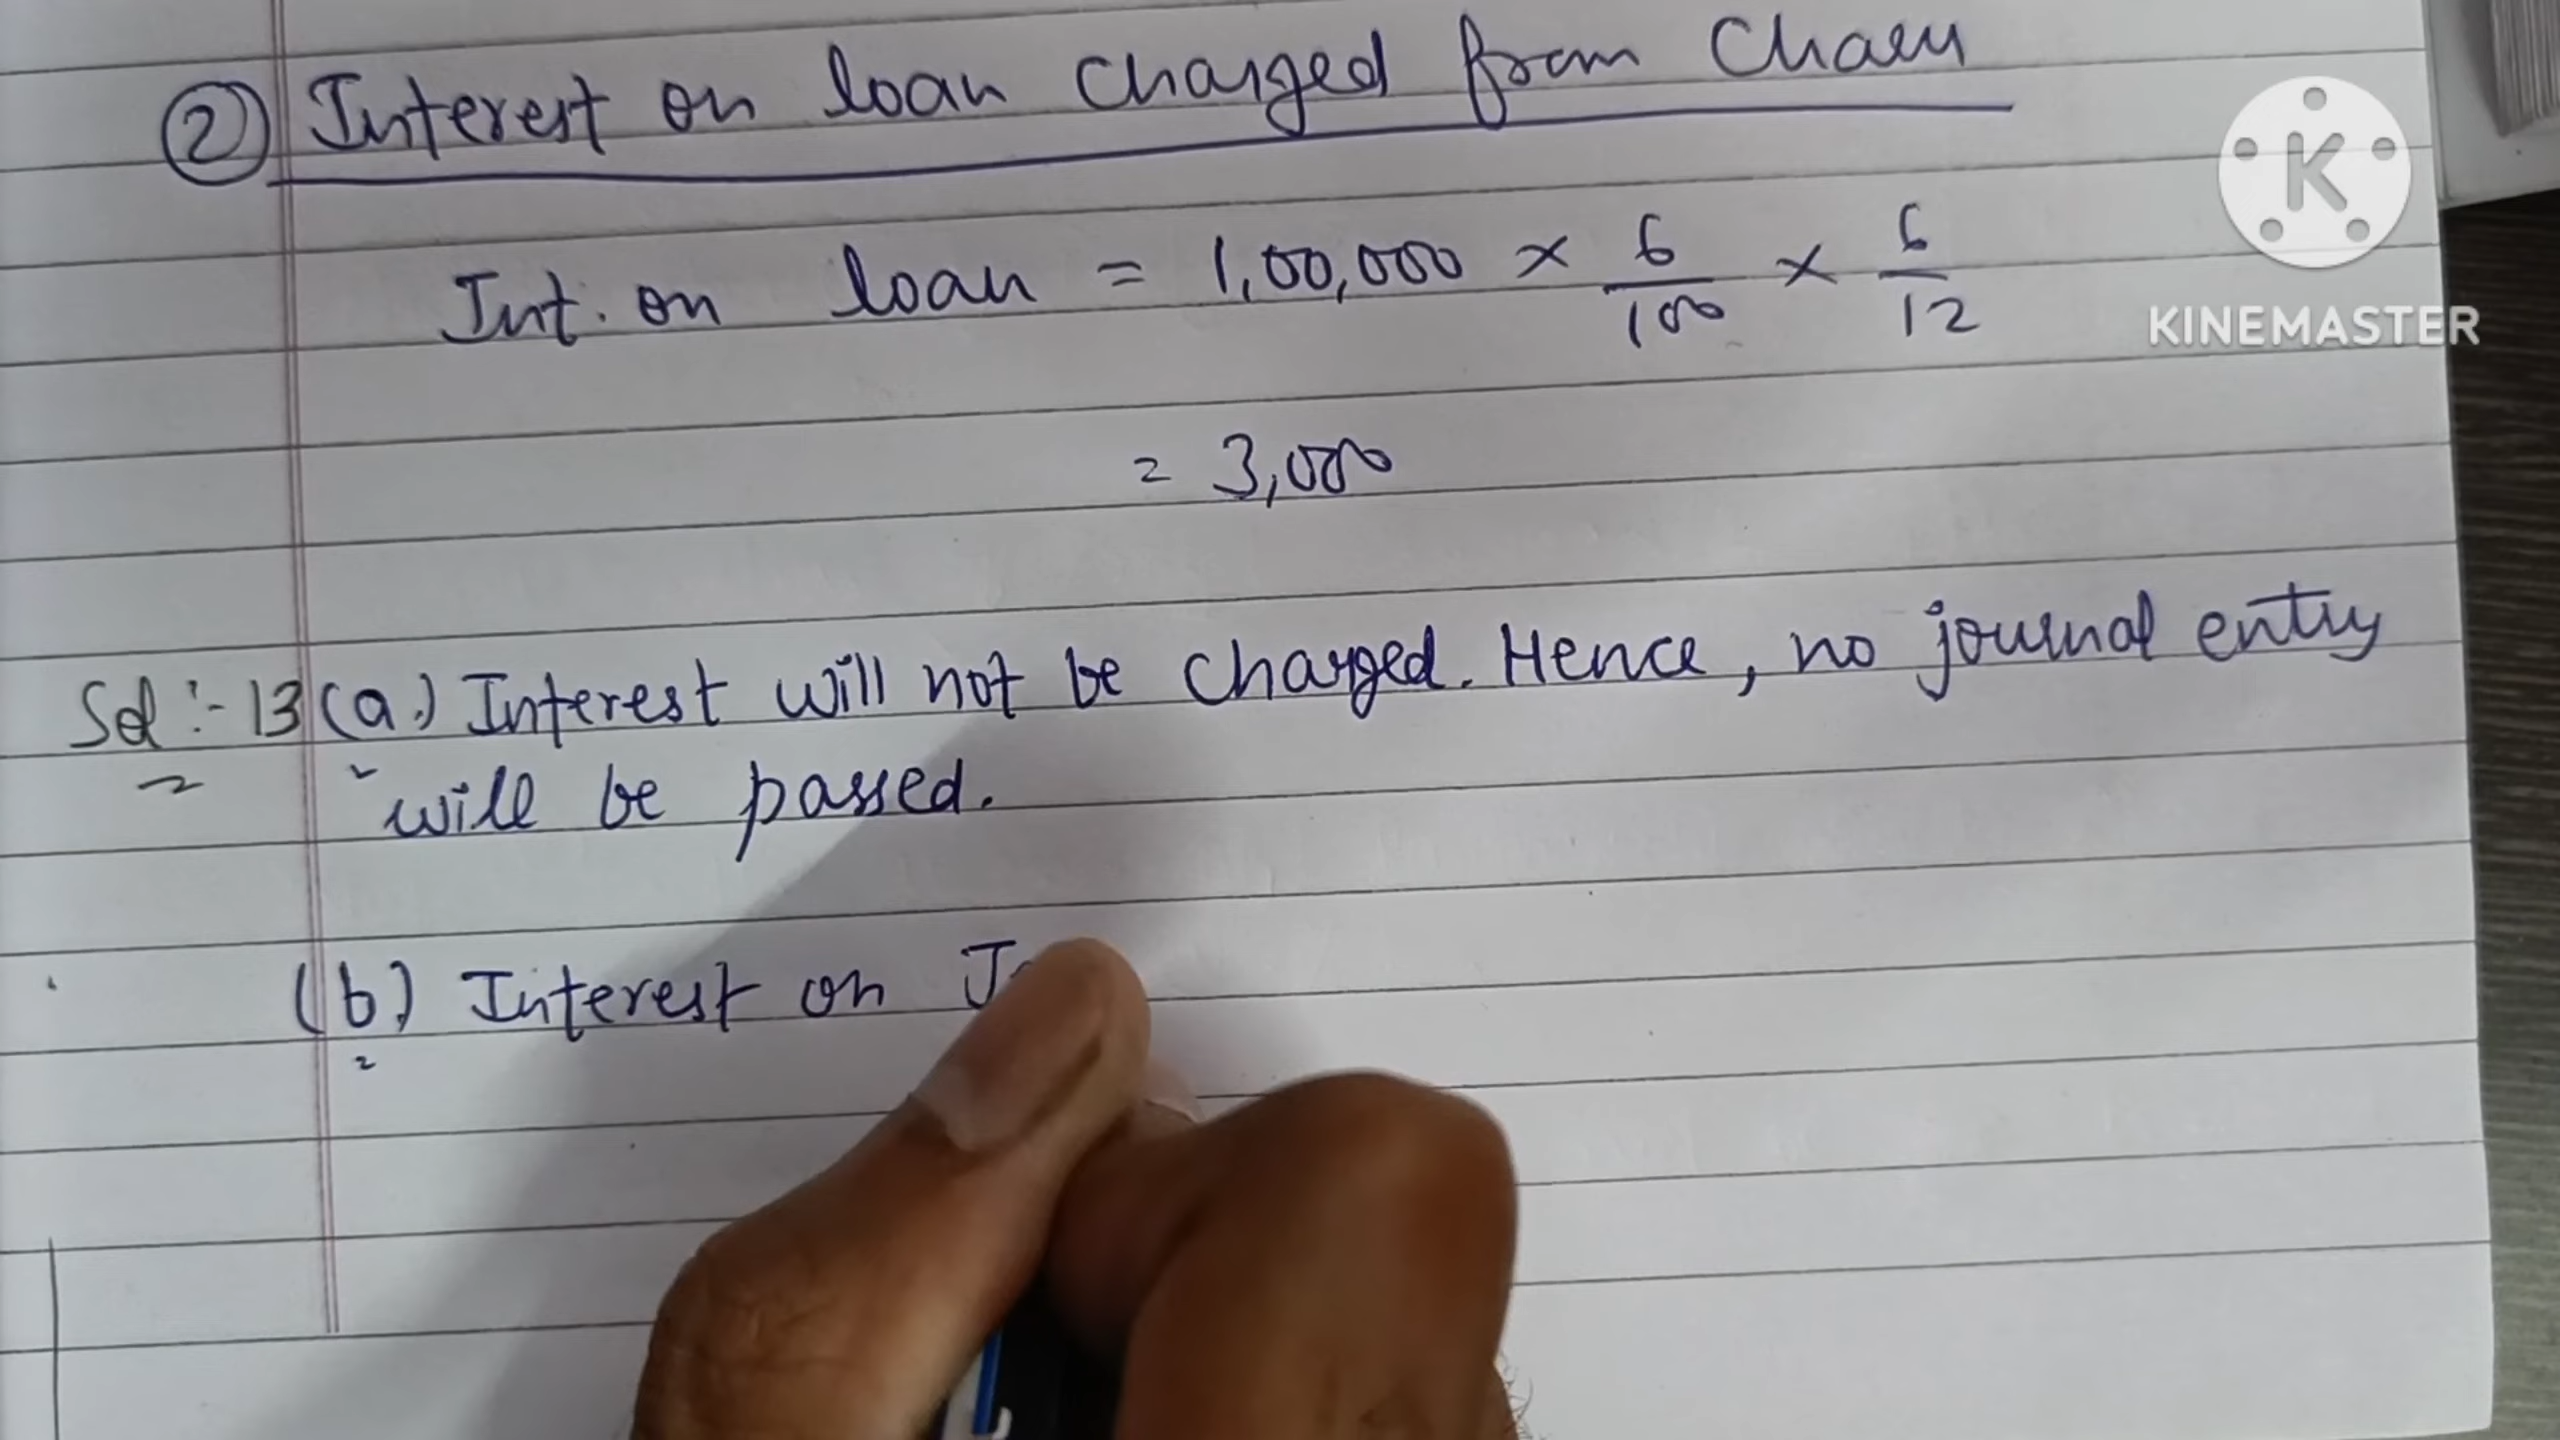 ② Interest on loan charged from Charu
Int. on loan = 1,00,000 × 6/100 × 6/12
= 3,000
Sol :- 13 (a.) Interest will not be charged. Hence, no journal entry
will be passed.
(b.) Interest on
K
KINEMASTER